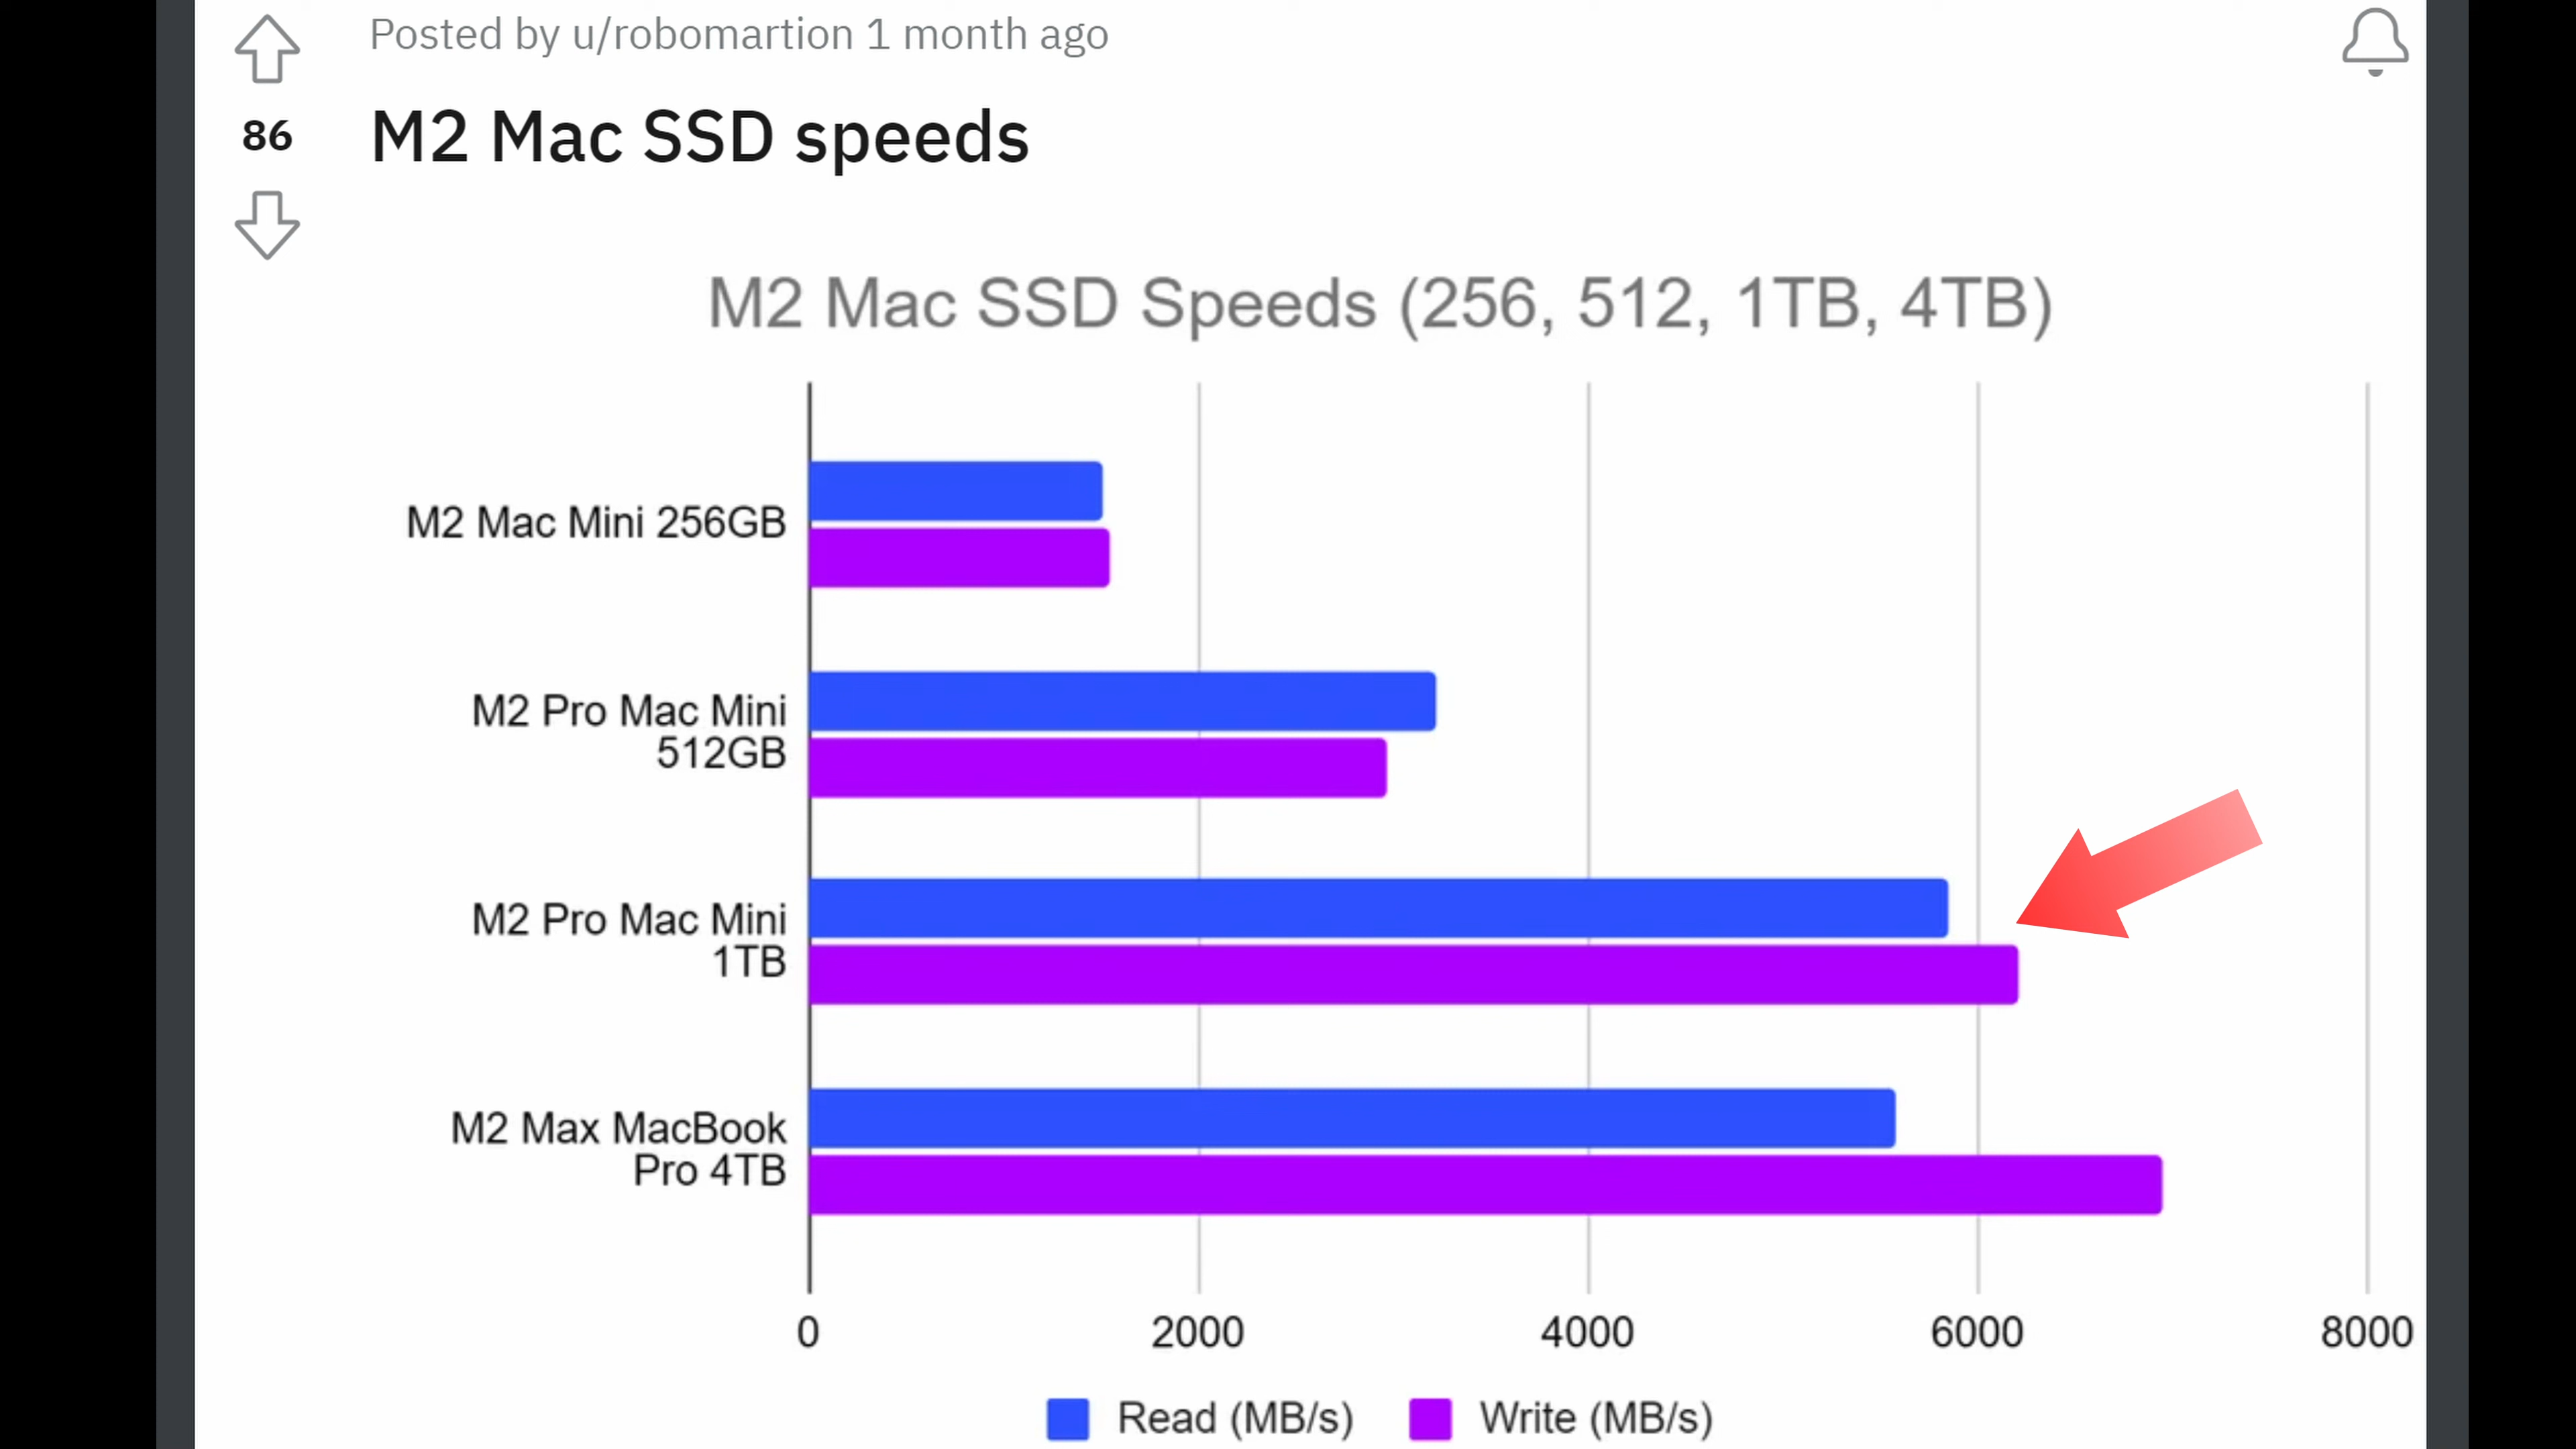 Posted by u/robomartion 1 month ago
86
M2 Mac SSD speeds
M2 Mac SSD Speeds (256, 512, 1TB, 4TB)
M2 Mac Mini 256GB
M2 Pro Mac Mini
512GB
M2 Pro Mac Mini
1TB
M2 Max MacBook
Pro 4TB
0 2000 4000 6000 8000
Read (MB/s) Write (MB/s)